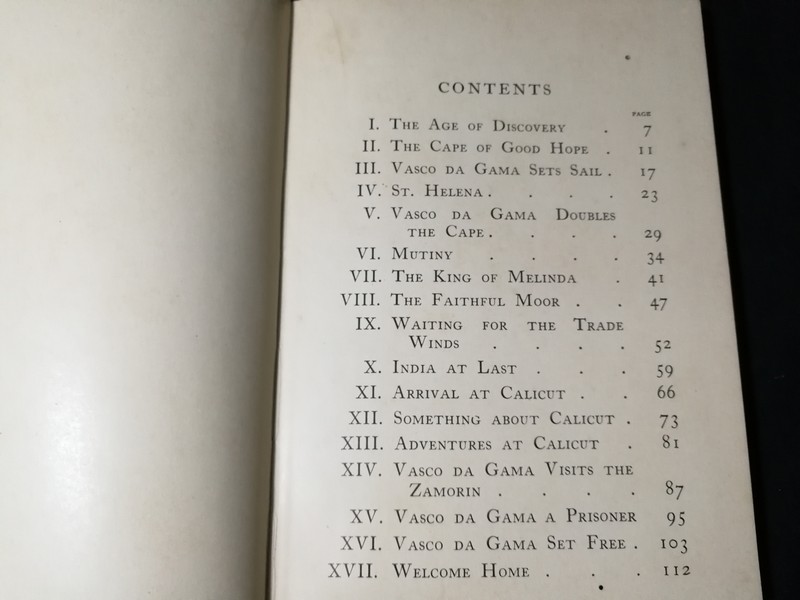 CONTENTS
PAGE
I. THE AGE OF DISCOVERY . 7
II. THE CAPE OF GOOD HOPE . 11
III. VASCO DA GAMA SETS SAIL . 17
IV. ST. HELENA . . . . 23
V. VASCO DA GAMA DOUBLES
THE CAPE . . . . 29
VI. MUTINY . . . . 34
VII. THE KING OF MELINDA . 41
VIII. THE FAITHFUL MOOR . . 47
IX. WAITING FOR THE TRADE
WINDS . . . . 52
X. INDIA AT LAST . . . 59
XI. ARRIVAL AT CALICUT . . 66
XII. SOMETHING ABOUT CALICUT . 73
XIII. ADVENTURES AT CALICUT . 81
XIV. VASCO DA GAMA VISITS THE
ZAMORIN . . . . 87
XV. VASCO DA GAMA A PRISONER 95
XVI. VASCO DA GAMA SET FREE . 103
XVII. WELCOME HOME . . . 112